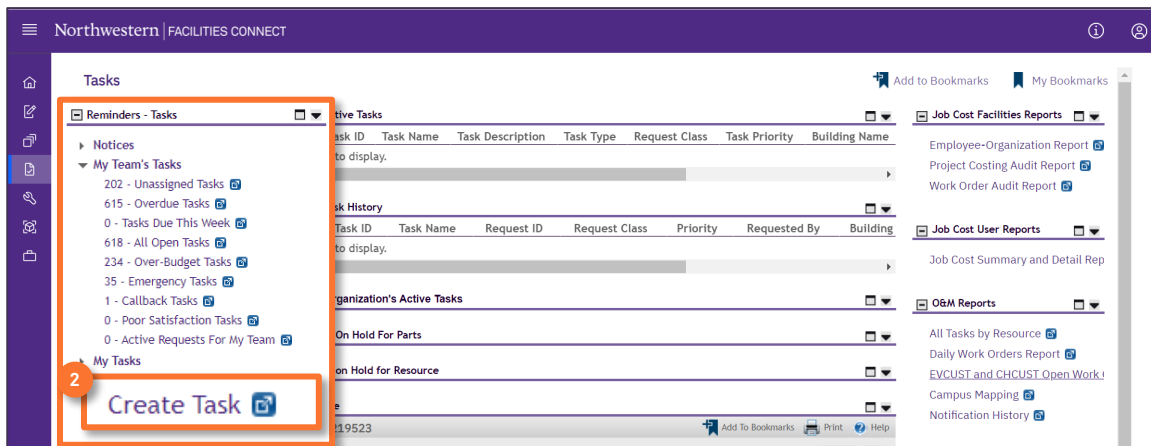 Northwestern | FACILITIES CONNECT
Tasks
Add to Bookmarks
My Bookmarks
Reminders - Tasks
Notices
My Team's Tasks
202 - Unassigned Tasks
615 - Overdue Tasks
0 - Tasks Due This Week
618 - All Open Tasks
234 - Over-Budget Tasks
35 - Emergency Tasks
1 - Callback Tasks
0 - Poor Satisfaction Tasks
0 - Active Requests For My Team
My Tasks
2
Create Task
tive Tasks
ask ID Task Name Task Description Task Type Request Class Task Priority Building Name
to display.
sk History
Task ID Task Name Request ID Request Class Priority Requested By Building
to display.
rganization's Active Tasks
On Hold For Parts
on Hold for Resource
e
219523
Add To Bookmarks Print Help
Job Cost Facilities Reports
Employee-Organization Report
Project Costing Audit Report
Work Order Audit Report
Job Cost User Reports
Job Cost Summary and Detail Rep
O&M Reports
All Tasks by Resource
Daily Work Orders Report
EVCUST and CHCUST Open Work
Campus Mapping
Notification History